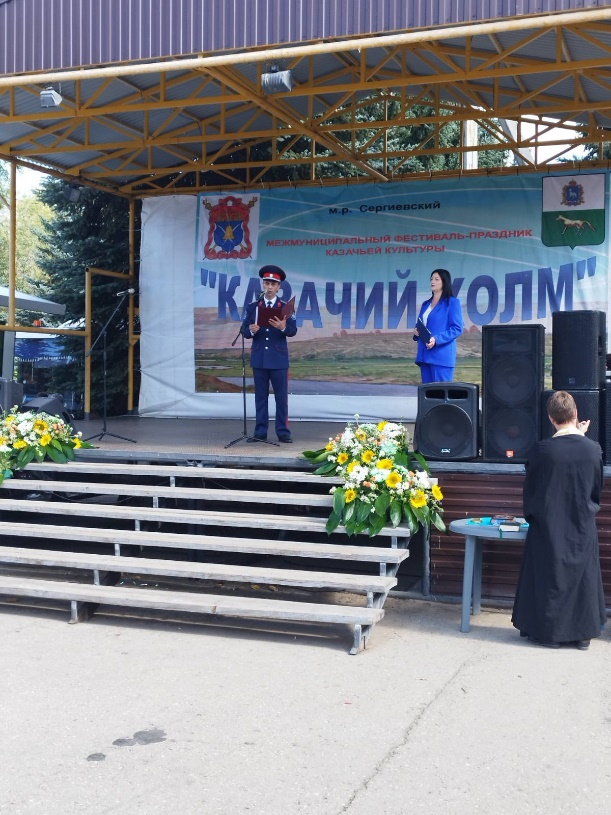 м.р. Сергиевский
МЕЖМУНИЦИПАЛЬНЫЙ ФЕСТИВАЛЬ-ПРАЗДНИК
КАЗАЧЬЕЙ КУЛЬТУРЫ
"КАЗАЧИЙ ХОЛМ"